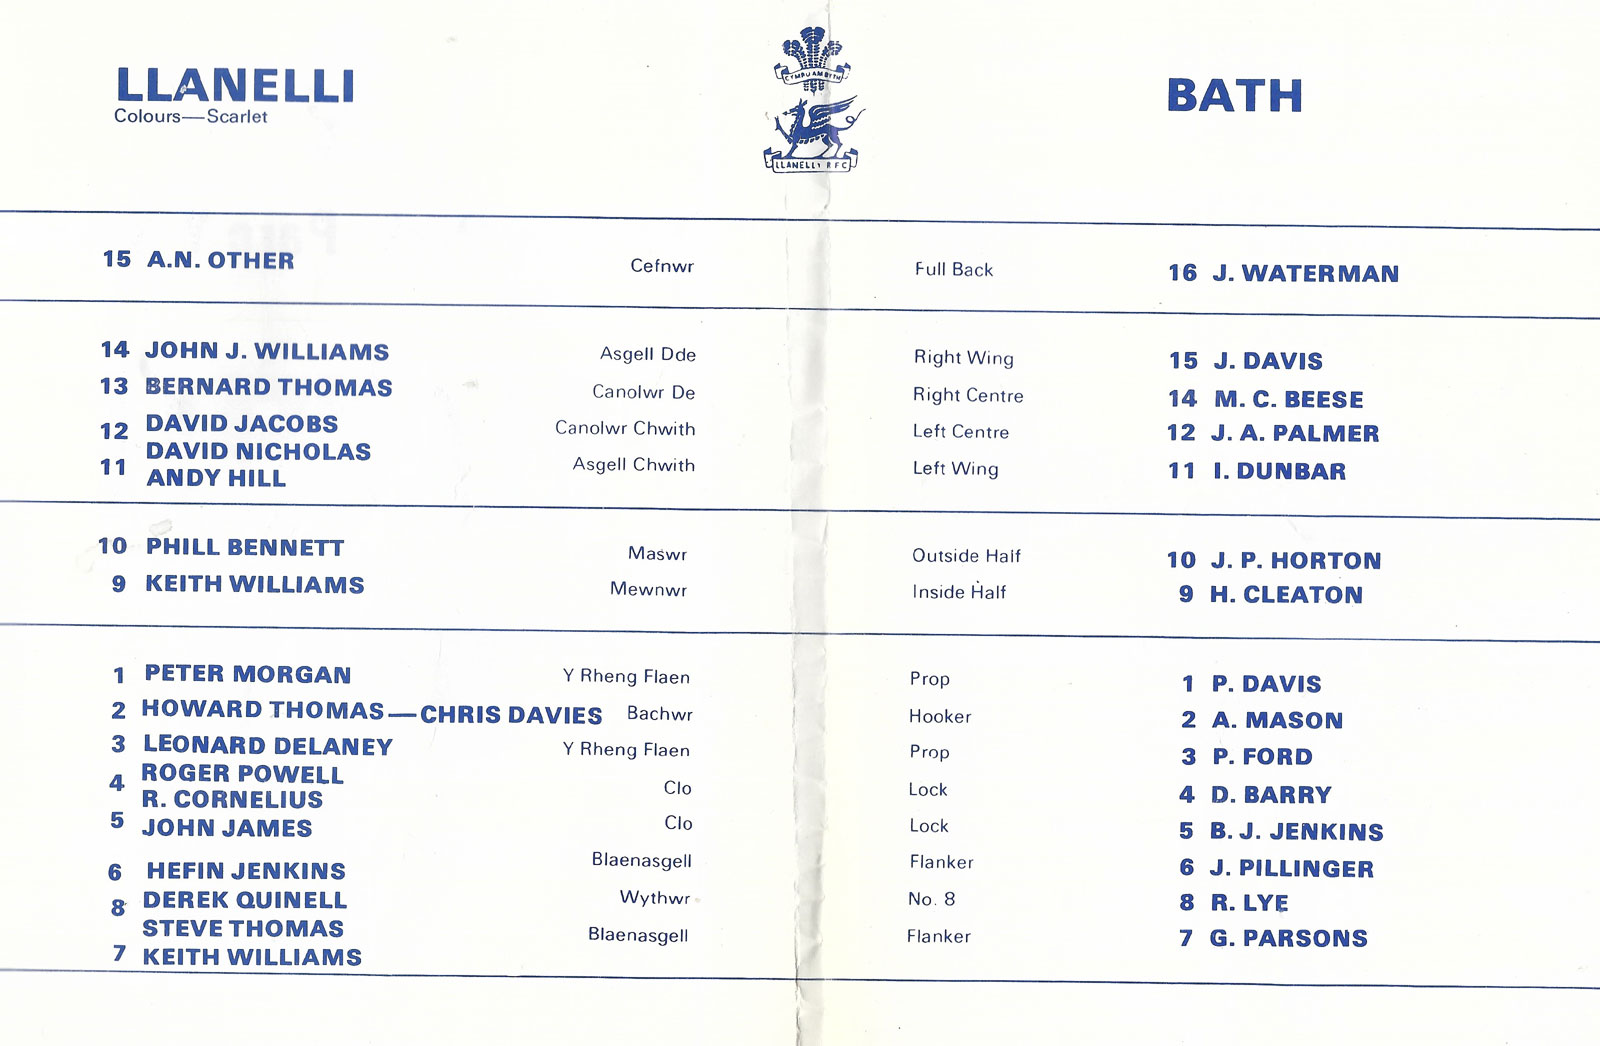 LLANELLI
Colours—Scarlet
CYMRU AM BYTH
LLANELLY RFC
BATH
15 A.N. OTHER Cefnwr Full Back 16 J. WATERMAN
14 JOHN J. WILLIAMS Asgell Dde Right Wing 15 J. DAVIS
13 BERNARD THOMAS Canolwr De Right Centre 14 M. C. BEESE
12 DAVID JACOBS Canolwr Chwith Left Centre 12 J. A. PALMER
DAVID NICHOLAS
11 ANDY HILL Asgell Chwith Left Wing 11 I. DUNBAR
10 PHILL BENNETT Maswr Outside Half 10 J. P. HORTON
9 KEITH WILLIAMS Mewnwr Inside Half 9 H. CLEATON
1 PETER MORGAN Y Rheng Flaen Prop 1 P. DAVIS
2 HOWARD THOMAS—CHRIS DAVIES Bachwr Hooker 2 A. MASON
3 LEONARD DELANEY Y Rheng Flaen Prop 3 P. FORD
ROGER POWELL
4 R. CORNELIUS Clo Lock 4 D. BARRY
5 JOHN JAMES Clo Lock 5 B. J. JENKINS
6 HEFIN JENKINS Blaenasgell Flanker 6 J. PILLINGER
8 DEREK QUINELL Wythwr No. 8 8 R. LYE
STEVE THOMAS
7 KEITH WILLIAMS Blaenasgell Flanker 7 G. PARSONS